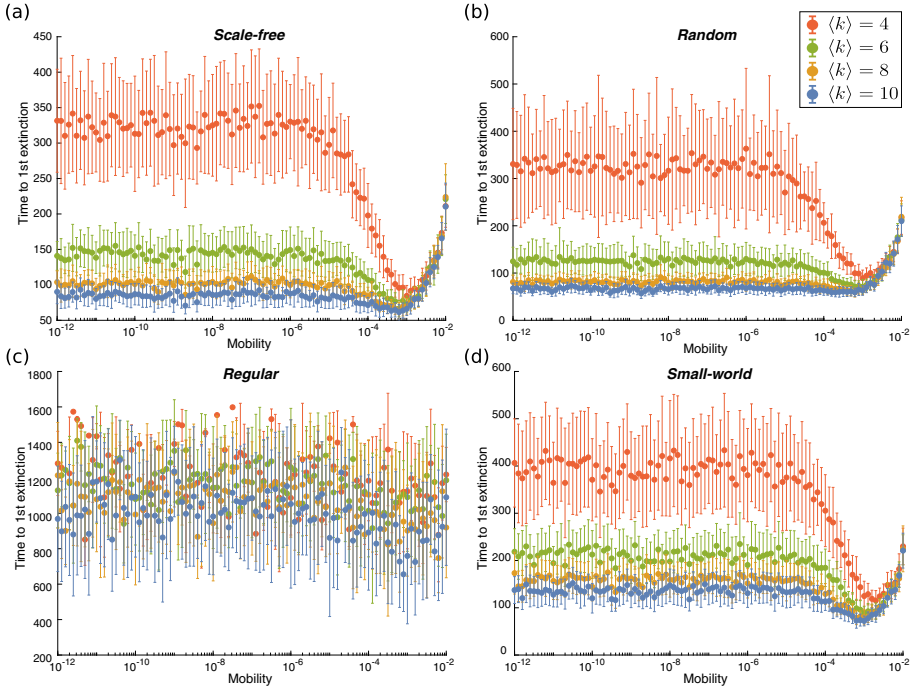 (a)
Scale-free
450
400
350
300
250
200
150
100
50
Time to 1st extinction
10-12
10-10
10-8
10-6
10-4
10-2
Mobility
(b)
Random
600
500
400
300
200
100
0
Time to 1st extinction
10-12
10-10
10-8
10-6
10-4
10-2
Mobility
⟨k⟩ = 4
⟨k⟩ = 6
⟨k⟩ = 8
⟨k⟩ = 10
(c)
Regular
1800
1600
1400
1200
1000
800
600
400
200
Time to 1st extinction
10-12
10-10
10-8
10-6
10-4
10-2
Mobility
(d)
Small-world
600
500
400
300
200
100
0
Time to 1st extinction
10-12
10-10
10-8
10-6
10-4
10-2
Mobility